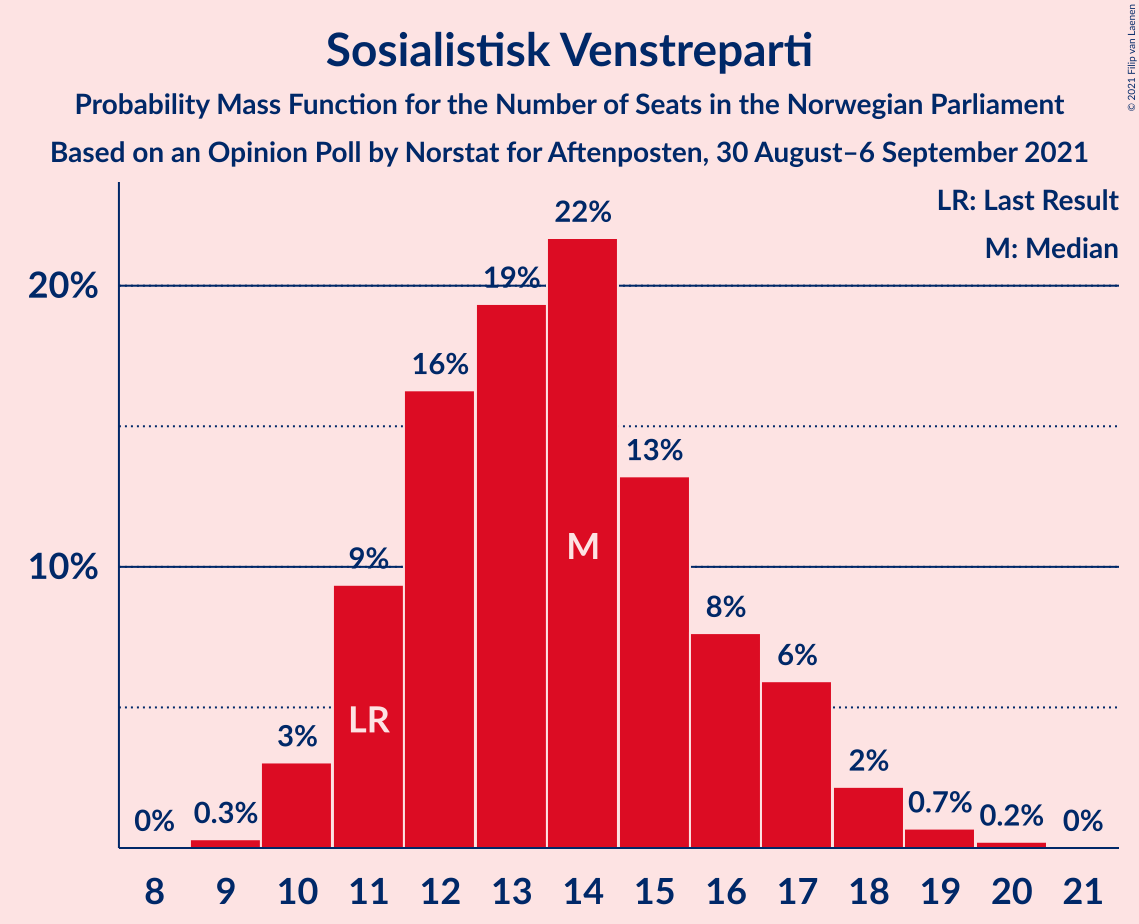 Sosialistisk Venstreparti
Probability Mass Function for the Number of Seats in the Norwegian Parliament
Based on an Opinion Poll by Norstat for Aftenposten, 30 August–6 September 2021
© 2021 Filip van Laenen
LR: Last Result
M: Median
20%
10%
0%
0.3%
3%
9%
16%
19%
22%
13%
8%
6%
2%
0.7%
0.2%
0%
LR
M
8 9 10 11 12 13 14 15 16 17 18 19 20 21